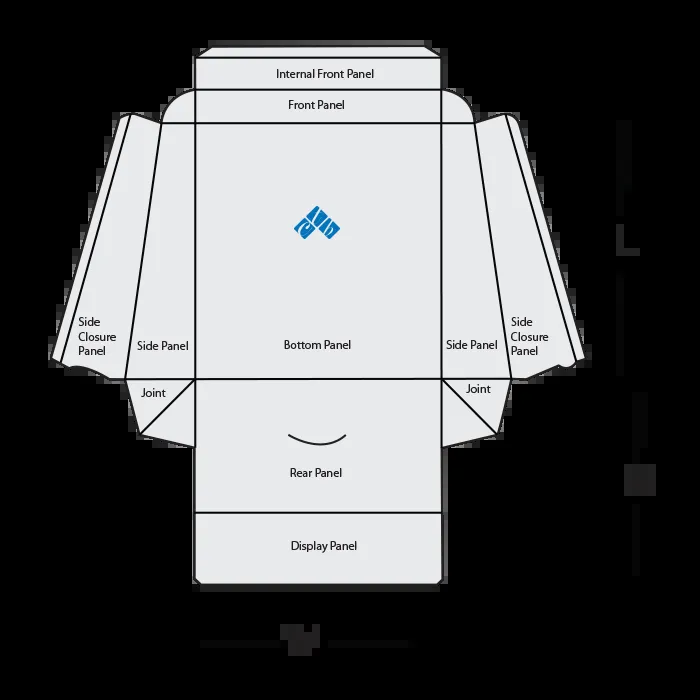 Internal Front Panel
Front Panel
Side
Closure
Panel
Side Panel
Bottom Panel
Side Panel
Side
Closure
Panel
Joint
Joint
Rear Panel
Display Panel